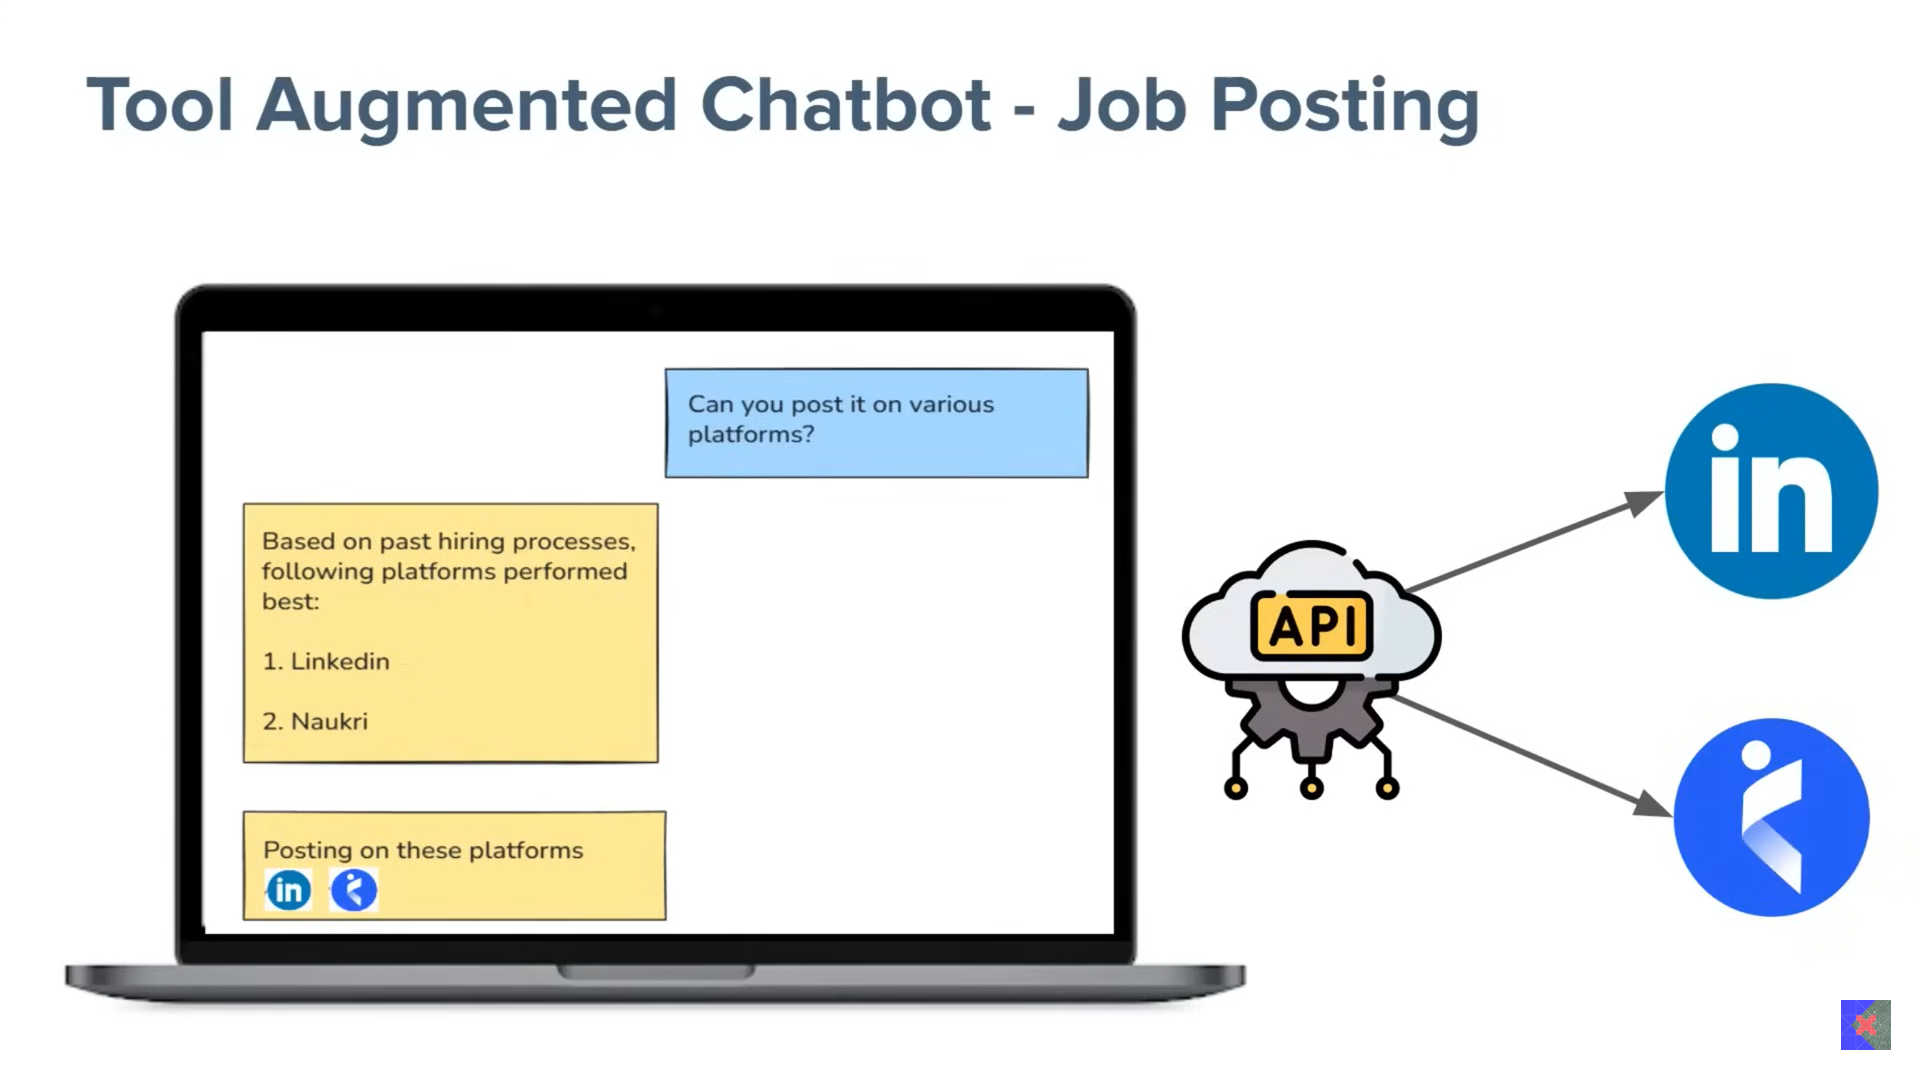 Tool Augmented Chatbot - Job Posting
Can you post it on various
platforms?
Based on past hiring processes,
following platforms performed
best:
1. Linkedin
2. Naukri
Posting on these platforms
in
API
in